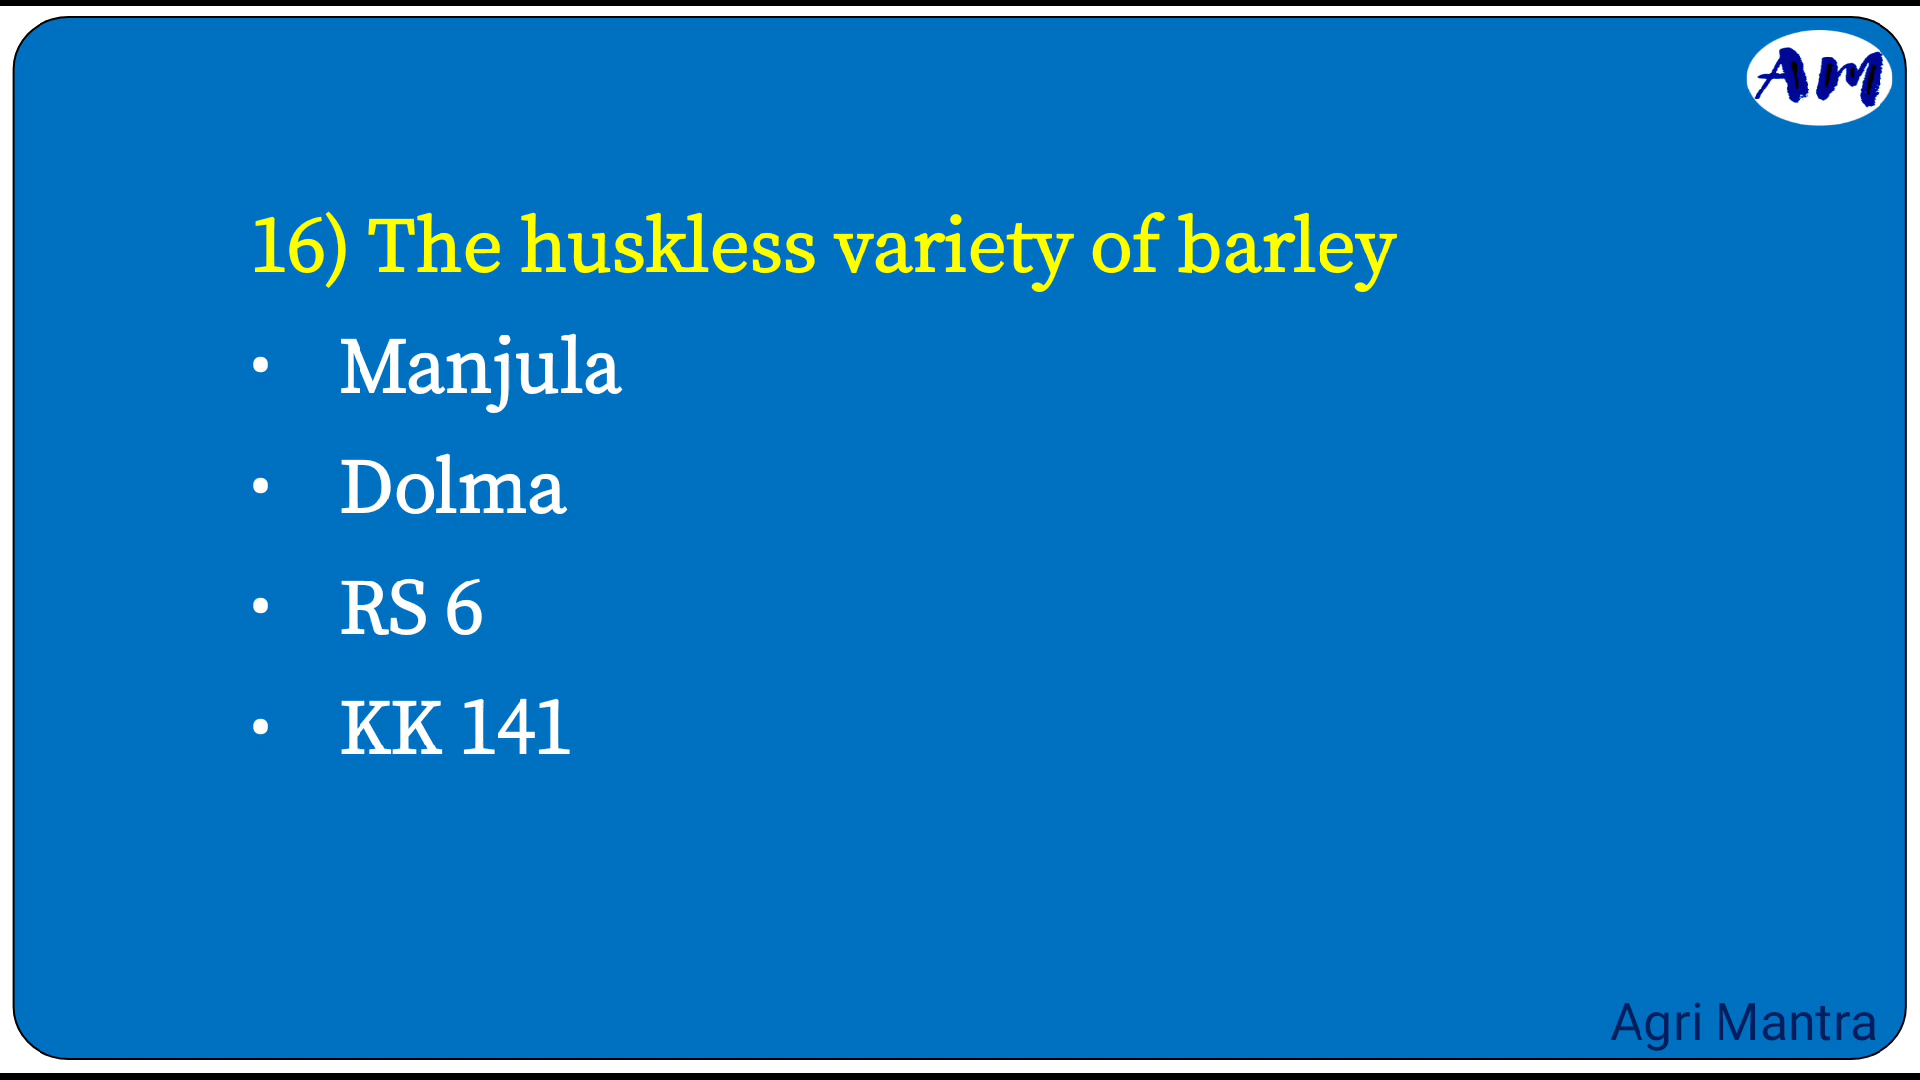 AM
16) The huskless variety of barley
• Manjula
• Dolma
• RS 6
• KK 141
Agri Mantra